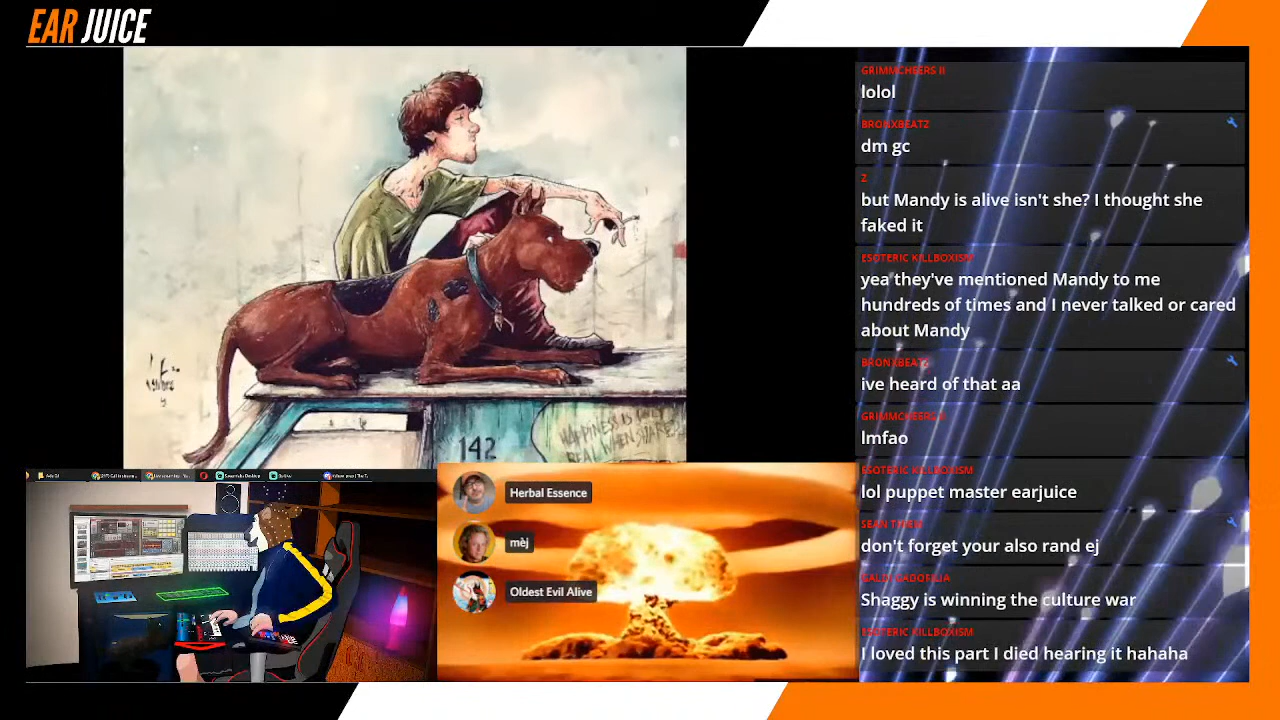 EAR JUICE
142
HAPPINESS IS ONLY
REAL WHEN SHARED
Herbal Essence
mèj
Oldest Evil Alive
GRIMMCHEERS II
lolol
BRONXBEATZ
dm gc
Z
but Mandy is alive isn't she? I thought she
faked it
ESOTERIC KILLBOXISM
yea they've mentioned Mandy to me
hundreds of times and I never talked or cared
about Mandy
BRONXBEATZ
ive heard of that aa
GRIMMCHEERS II
lmfao
ESOTERIC KILLBOXISM
lol puppet master earjuice
SEAN
don't forget your also rand ej
Shaggy is winning the culture war
ESOTERIC KILLBOXISM
I loved this part I died hearing it hahaha